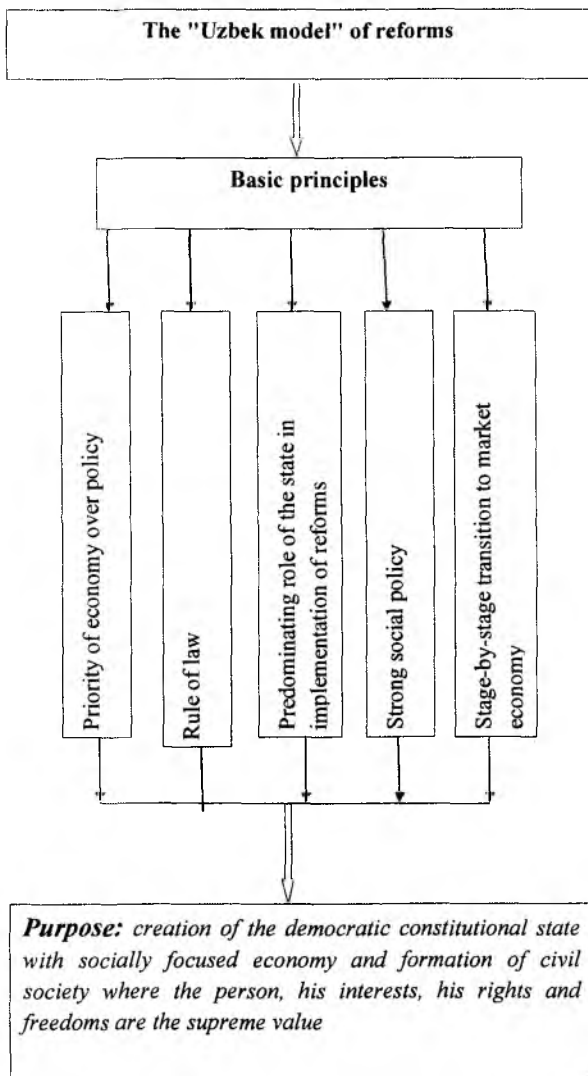 The "Uzbek model" of reforms
Basic principles
Priority of economy over policy
Rule of law
Predominating role of the state in
implementation of reforms
Strong social policy
Stage-by-stage transition to market
economy
Purpose: creation of the democratic constitutional state
with socially focused economy and formation of civil
society where the person, his interests, his rights and
freedoms are the supreme value